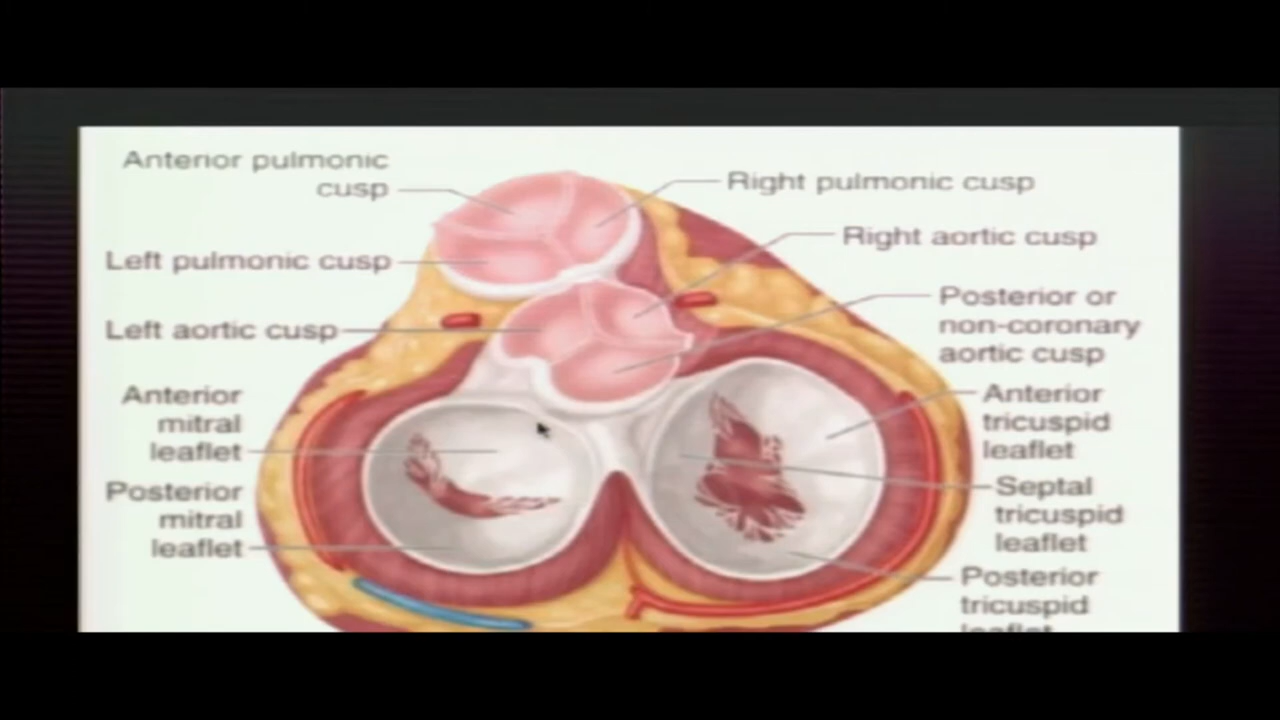 Anterior pulmonic
cusp
Right pulmonic cusp
Right aortic cusp
Left pulmonic cusp
Posterior or
non-coronary
aortic cusp
Left aortic cusp
Anterior
mitral
leaflet
Anterior
tricuspid
leaflet
Posterior
mitral
leaflet
Septal
tricuspid
leaflet
Posterior
tricuspid
leaflet